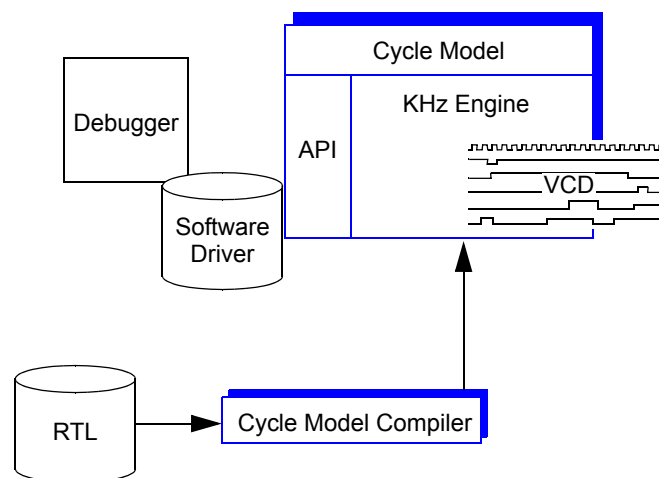 Cycle Model
KHz Engine
Debugger
API
VCD
Software
Driver
RTL
Cycle Model Compiler